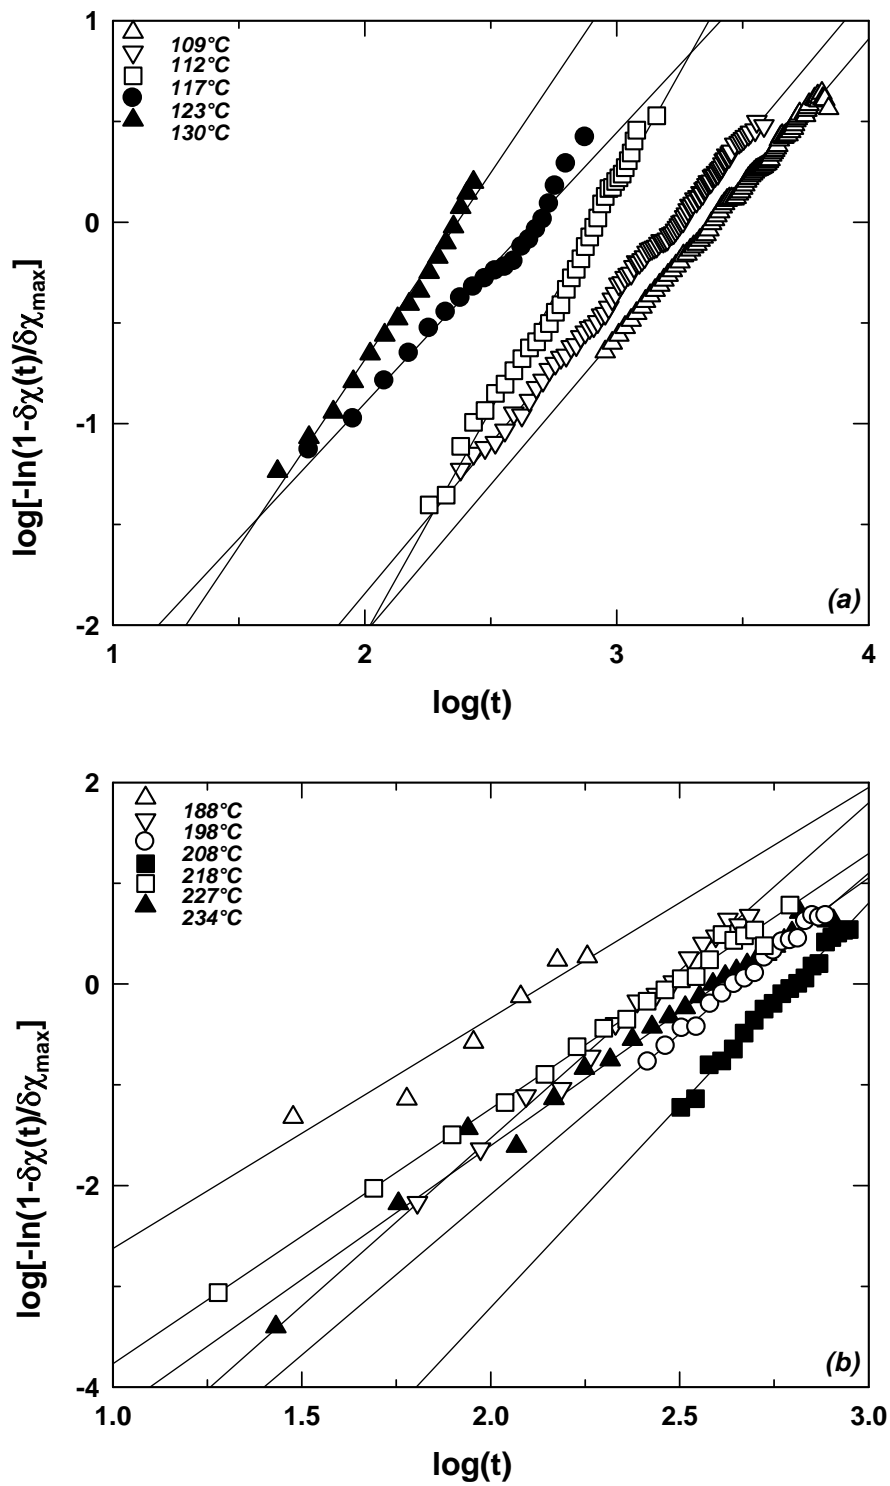 1
109°C
112°C
117°C
123°C
130°C
0
-1
-2
log[-ln(1-δχ(t)/δχmax]
(a)
1 2 3 4
log(t)
2
188°C
198°C
208°C
218°C
227°C
234°C
0
-2
-4
log[-ln(1-δχ(t)/δχmax]
(b)
1.0 1.5 2.0 2.5 3.0
log(t)